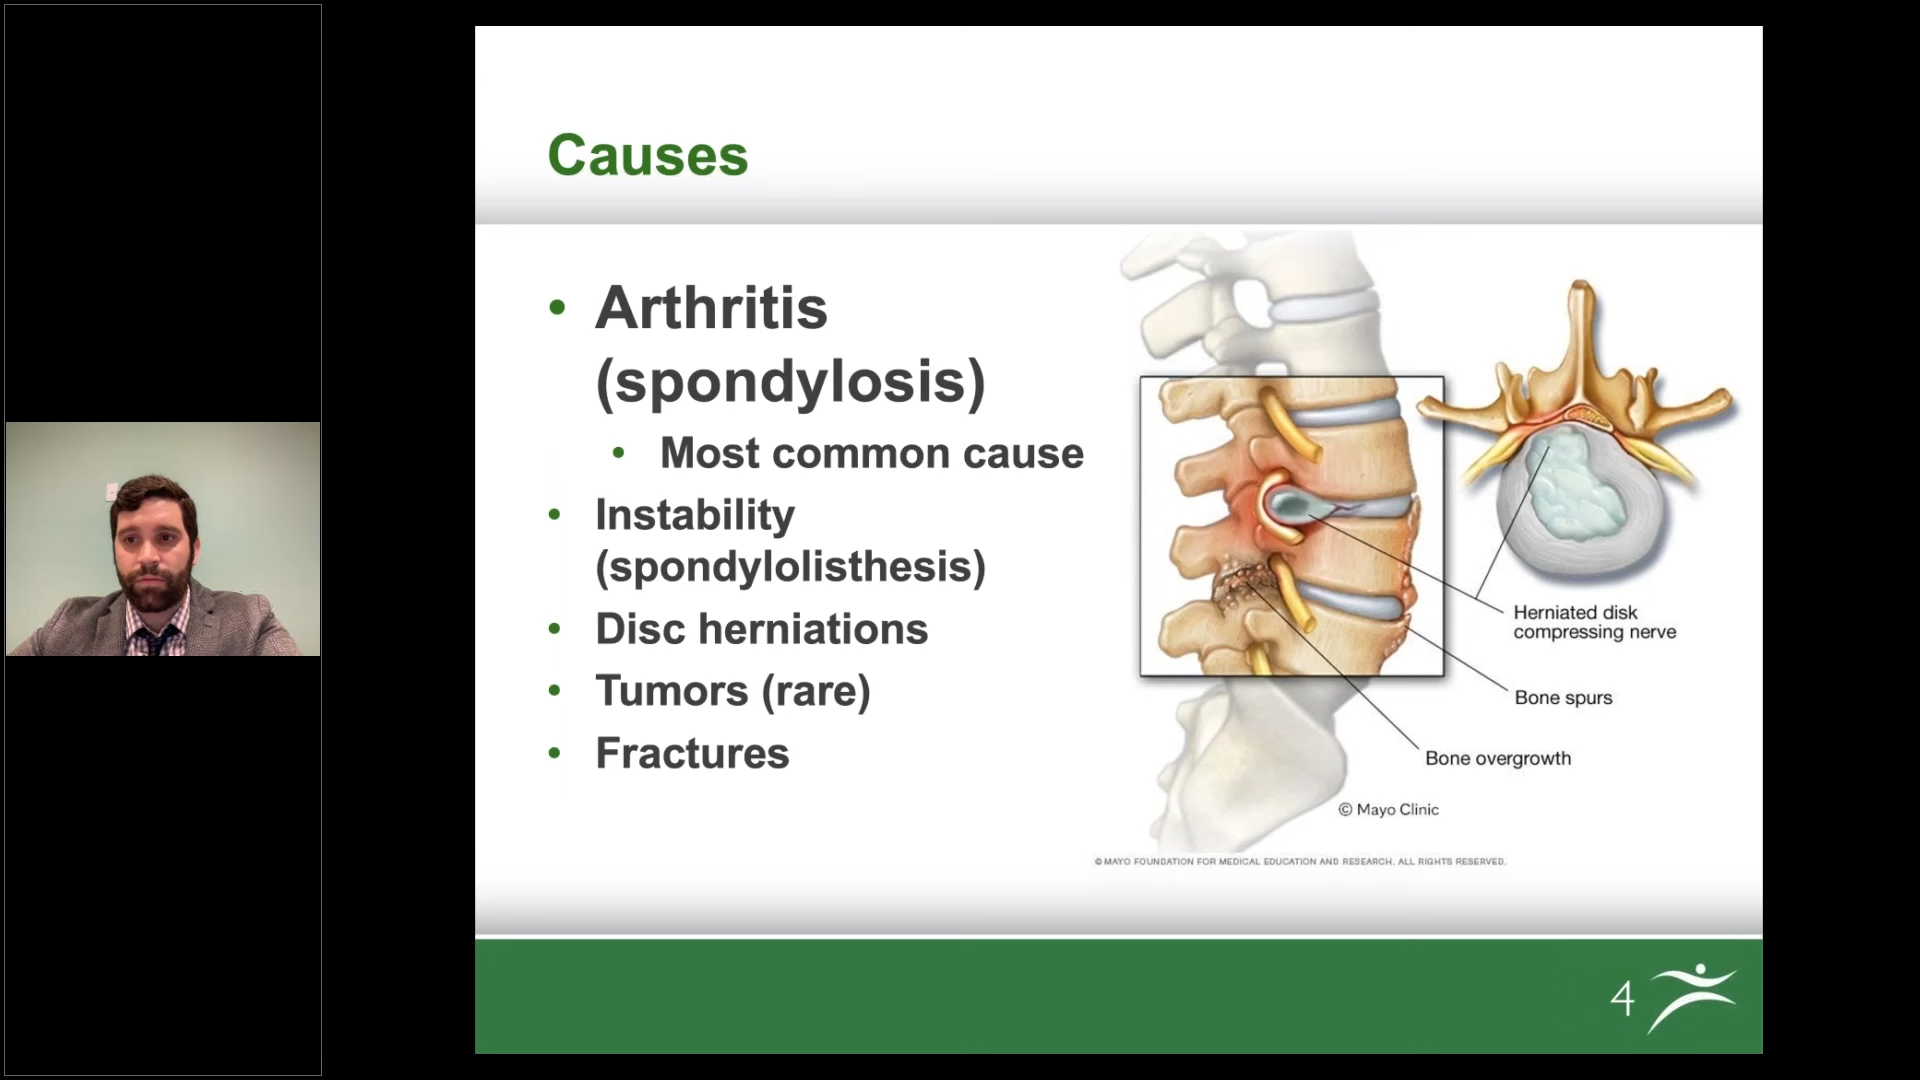 Causes
• Arthritis
(spondylosis)
• Most common cause
• Instability
(spondylolisthesis)
• Disc herniations
• Tumors (rare)
• Fractures
Herniated disk
compressing nerve
Bone spurs
Bone overgrowth
© Mayo Clinic
© MAYO FOUNDATION FOR MEDICAL EDUCATION AND RESEARCH. ALL RIGHTS RESERVED.
4